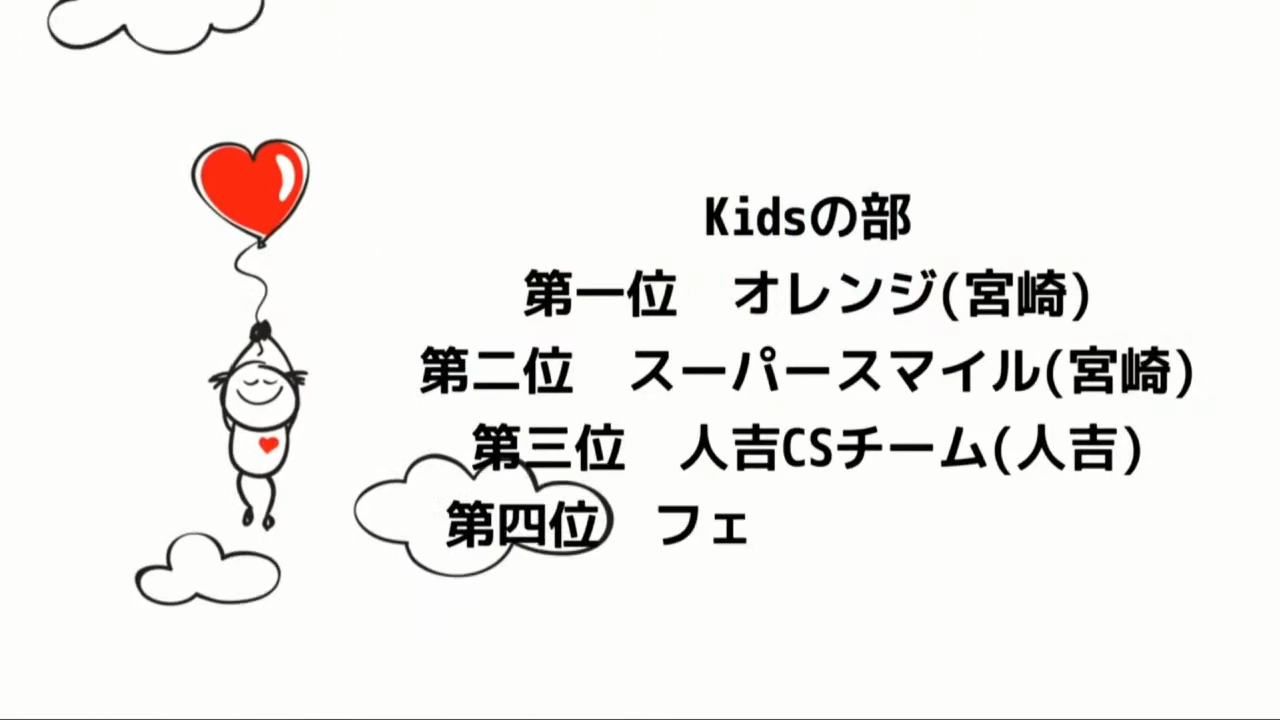 Kidsの部
第一位　オレンジ(宮崎)
第二位　スーパースマイル(宮崎)
第三位　人吉CSチーム(人吉)
第四位　フェ